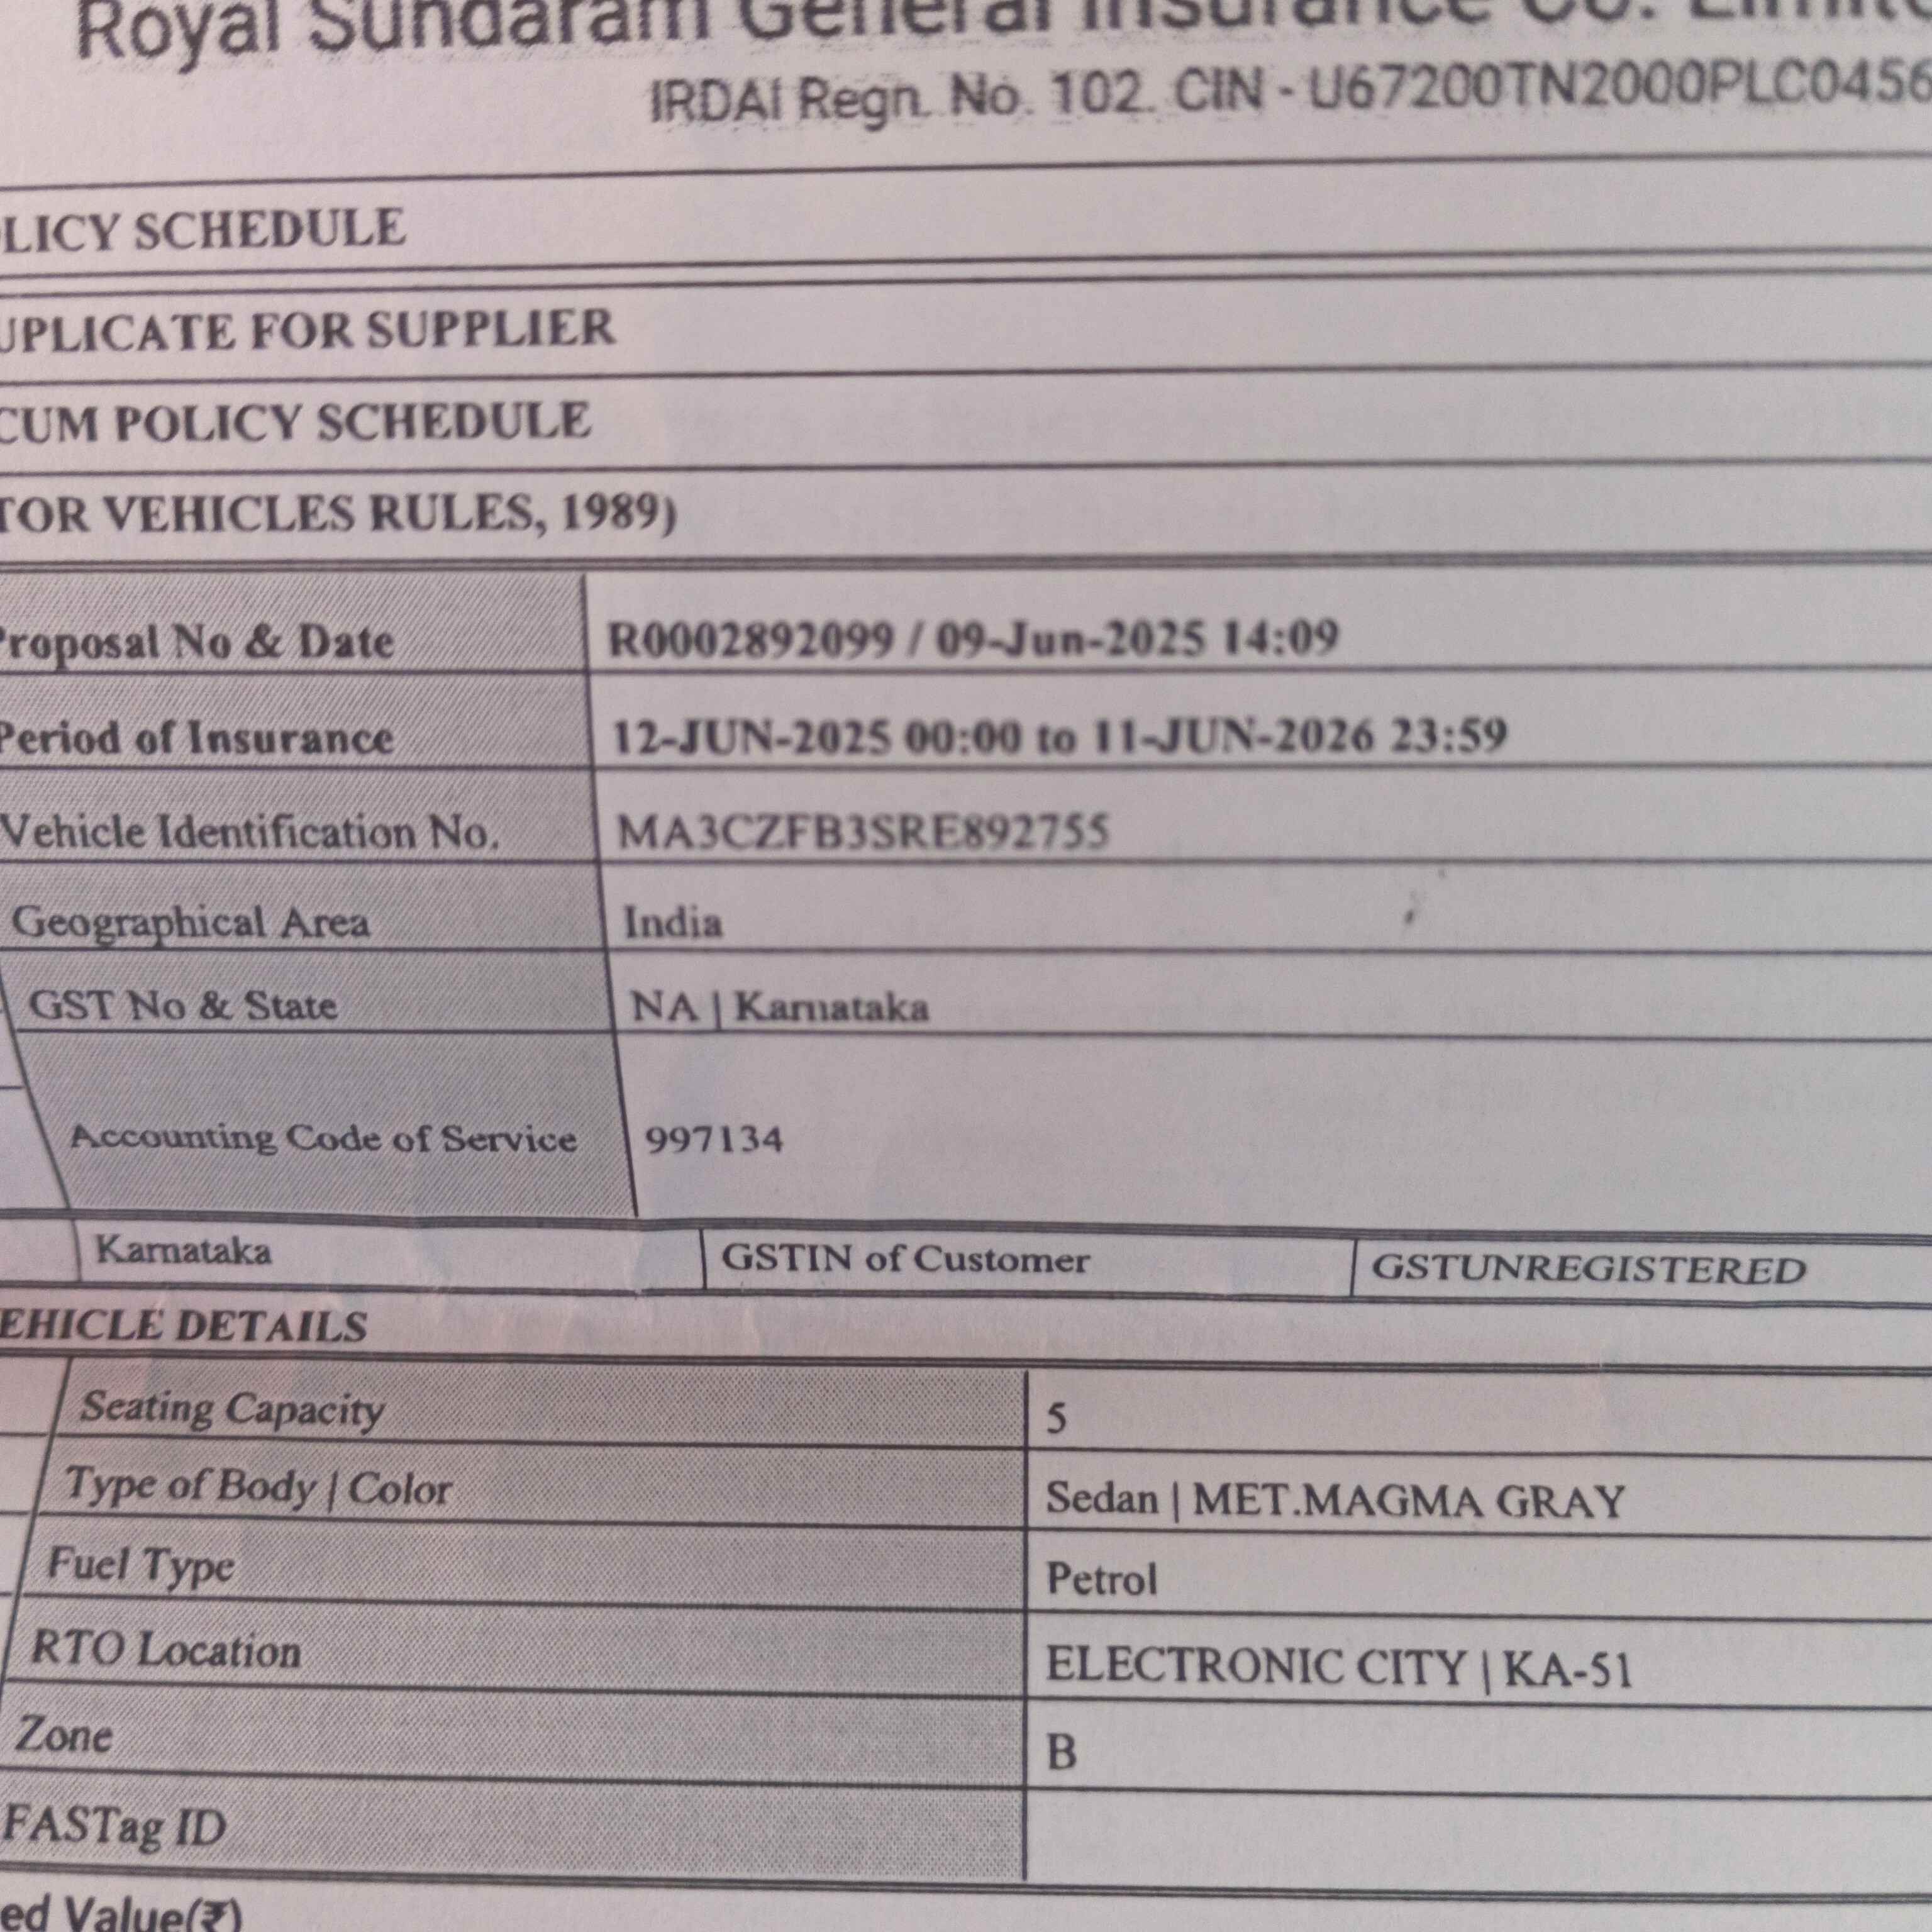 Royal Sundaram General Insurance Co. Limite
IRDAI Regn. No. 102. CIN - U67200TN2000PLC0456
LICY SCHEDULE
UPLICATE FOR SUPPLIER
CUM POLICY SCHEDULE
TOR VEHICLES RULES, 1989)
Proposal No & Date R0002892099 / 09-Jun-2025 14:09
Period of Insurance 12-JUN-2025 00:00 to 11-JUN-2026 23:59
Vehicle Identification No. MA3CZFB3SRE892755
Geographical Area India
GST No & State NA | Karnataka
Accounting Code of Service 997134
Karnataka GSTIN of Customer GSTUNREGISTERED
EHICLE DETAILS
Seating Capacity 5
Type of Body | Color Sedan | MET.MAGMA GRAY
Fuel Type Petrol
RTO Location ELECTRONIC CITY | KA-51
Zone B
FASTag ID
ed Value(₹)